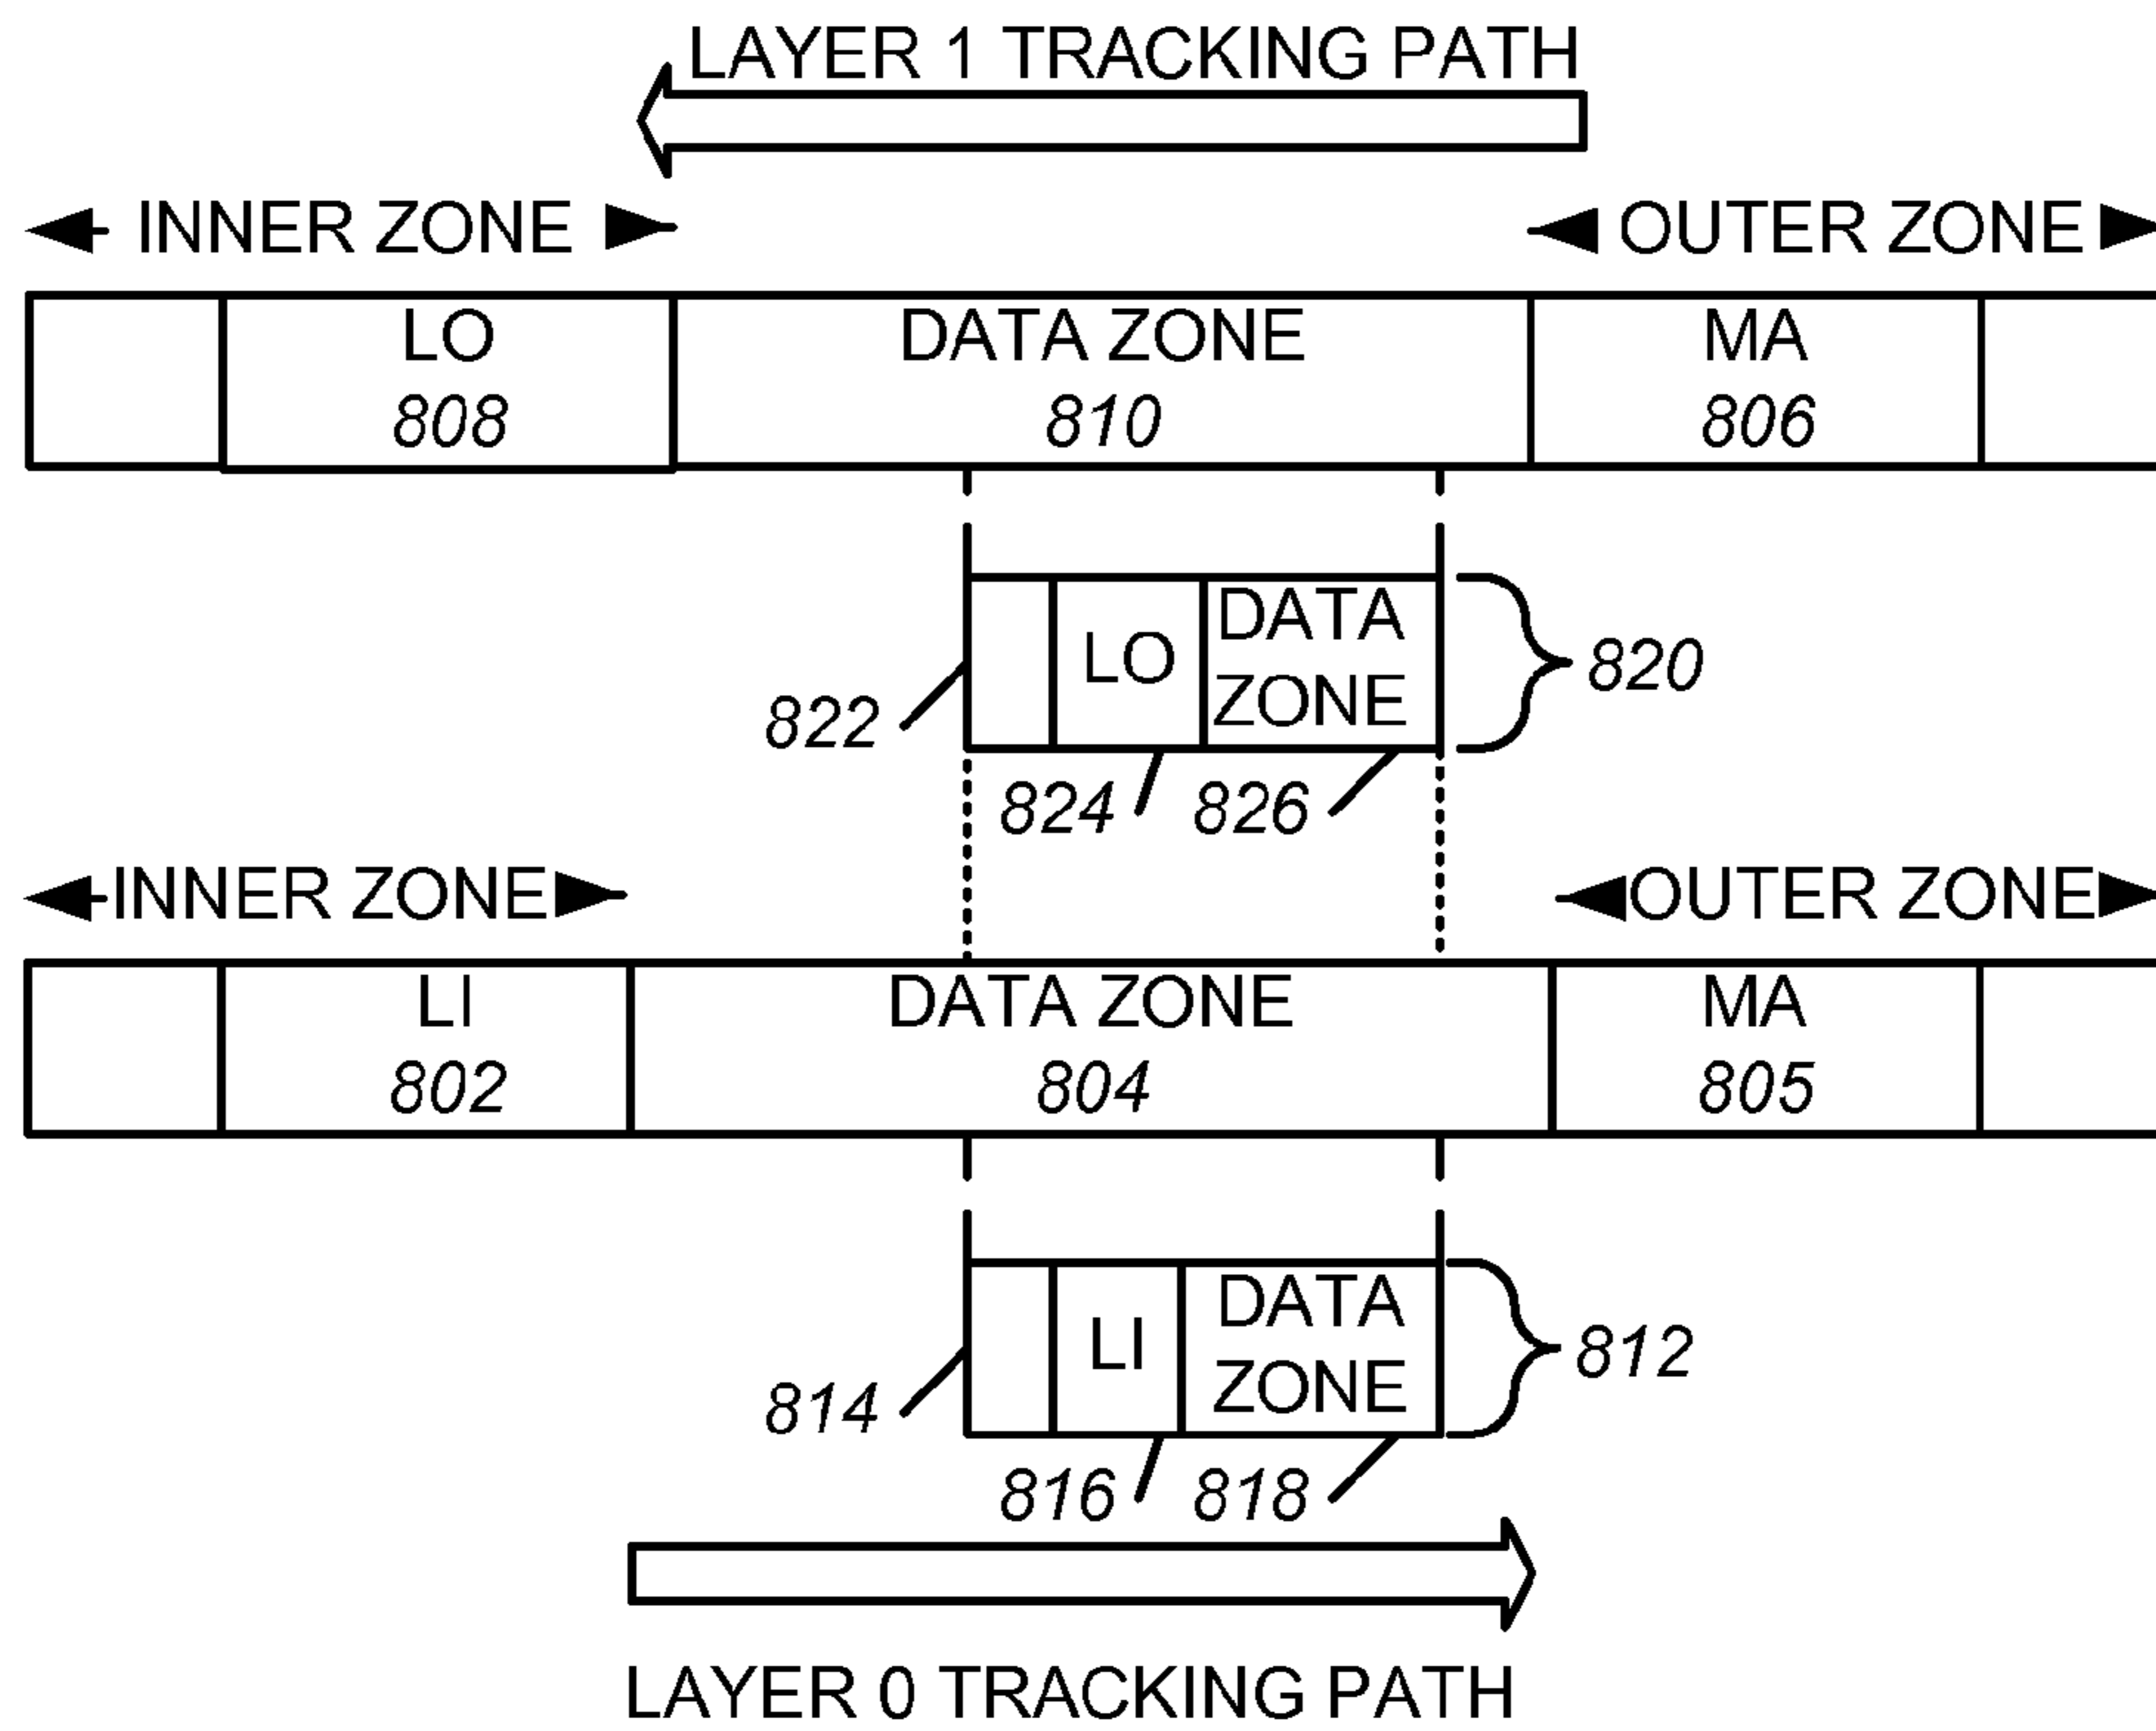 LAYER 1 TRACKING PATH
INNER ZONE OUTER ZONE
LO DATA ZONE MA
808 810 806
DATA
LO
ZONE
820
822
824 826
INNER ZONE OUTER ZONE
LI DATA ZONE MA
802 804 805
DATA
LI
ZONE
812
814
816 818
LAYER 0 TRACKING PATH